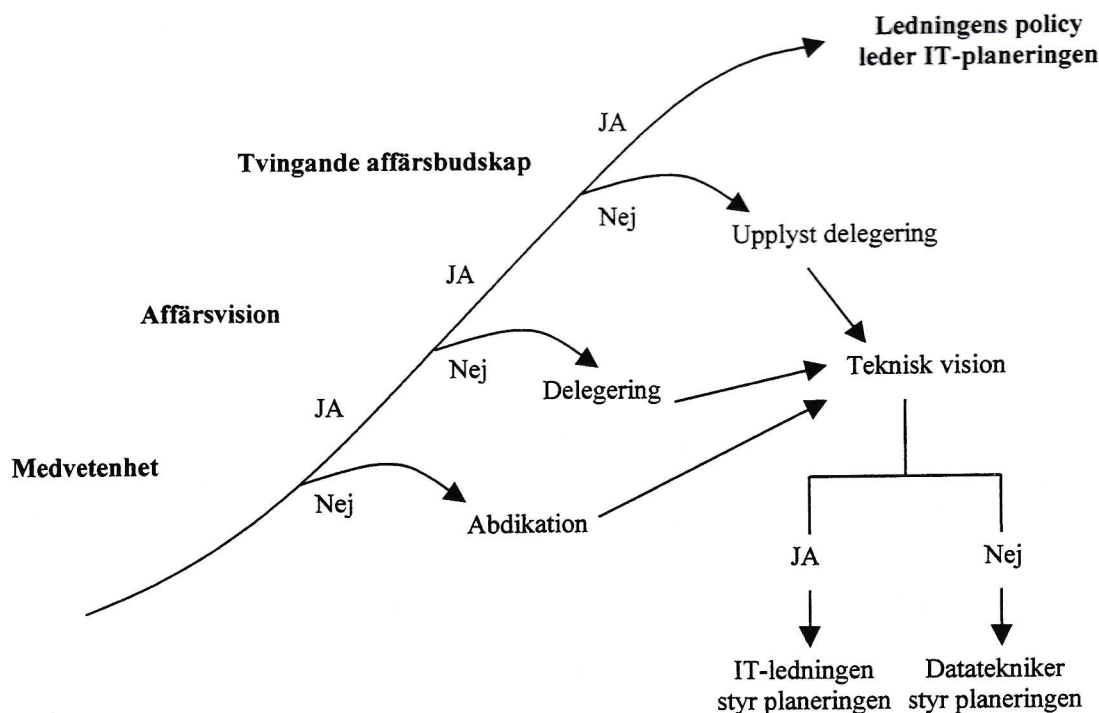 Ledningens policy
leder IT-planeringen
JA
Tvingande affärsbudskap
Nej
Upplyst delegering
JA
Affärsvision
Nej
Teknisk vision
Delegering
JA
Medvetenhet
Nej
Abdikation
JA
Nej
IT-ledningen
styr planeringen
Datatekniker
styr planeringen